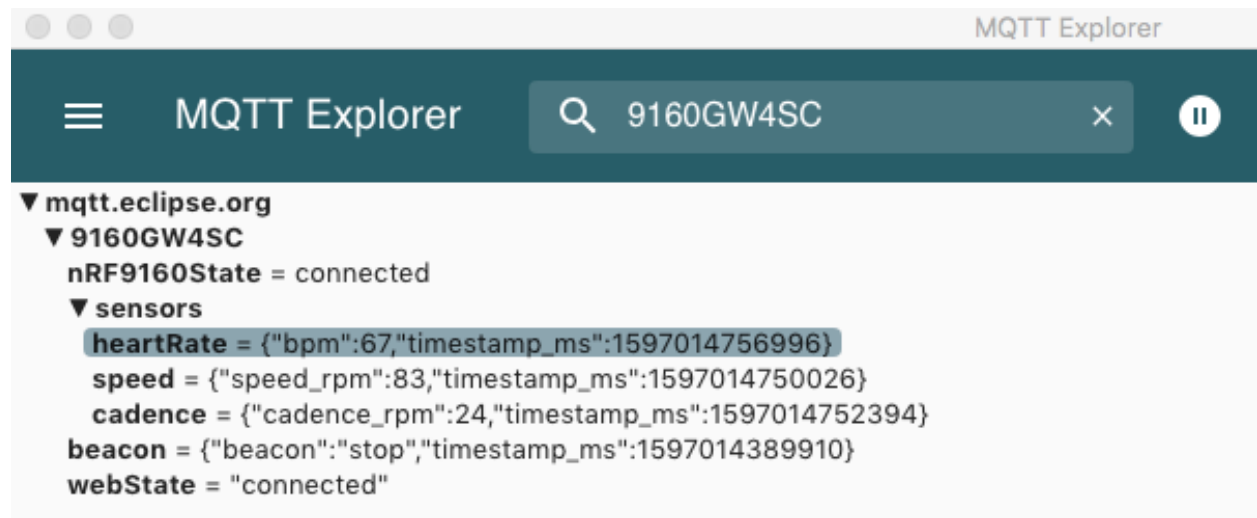 MQTT Explorer
MQTT Explorer 9160GW4SC ×
▼ mqtt.eclipse.org
▼ 9160GW4SC
nRF9160State = connected
▼ sensors
heartRate = {"bpm":67,"timestamp_ms":1597014756996}
speed = {"speed_rpm":83,"timestamp_ms":1597014750026}
cadence = {"cadence_rpm":24,"timestamp_ms":1597014752394}
beacon = {"beacon":"stop","timestamp_ms":1597014389910}
webState = "connected"